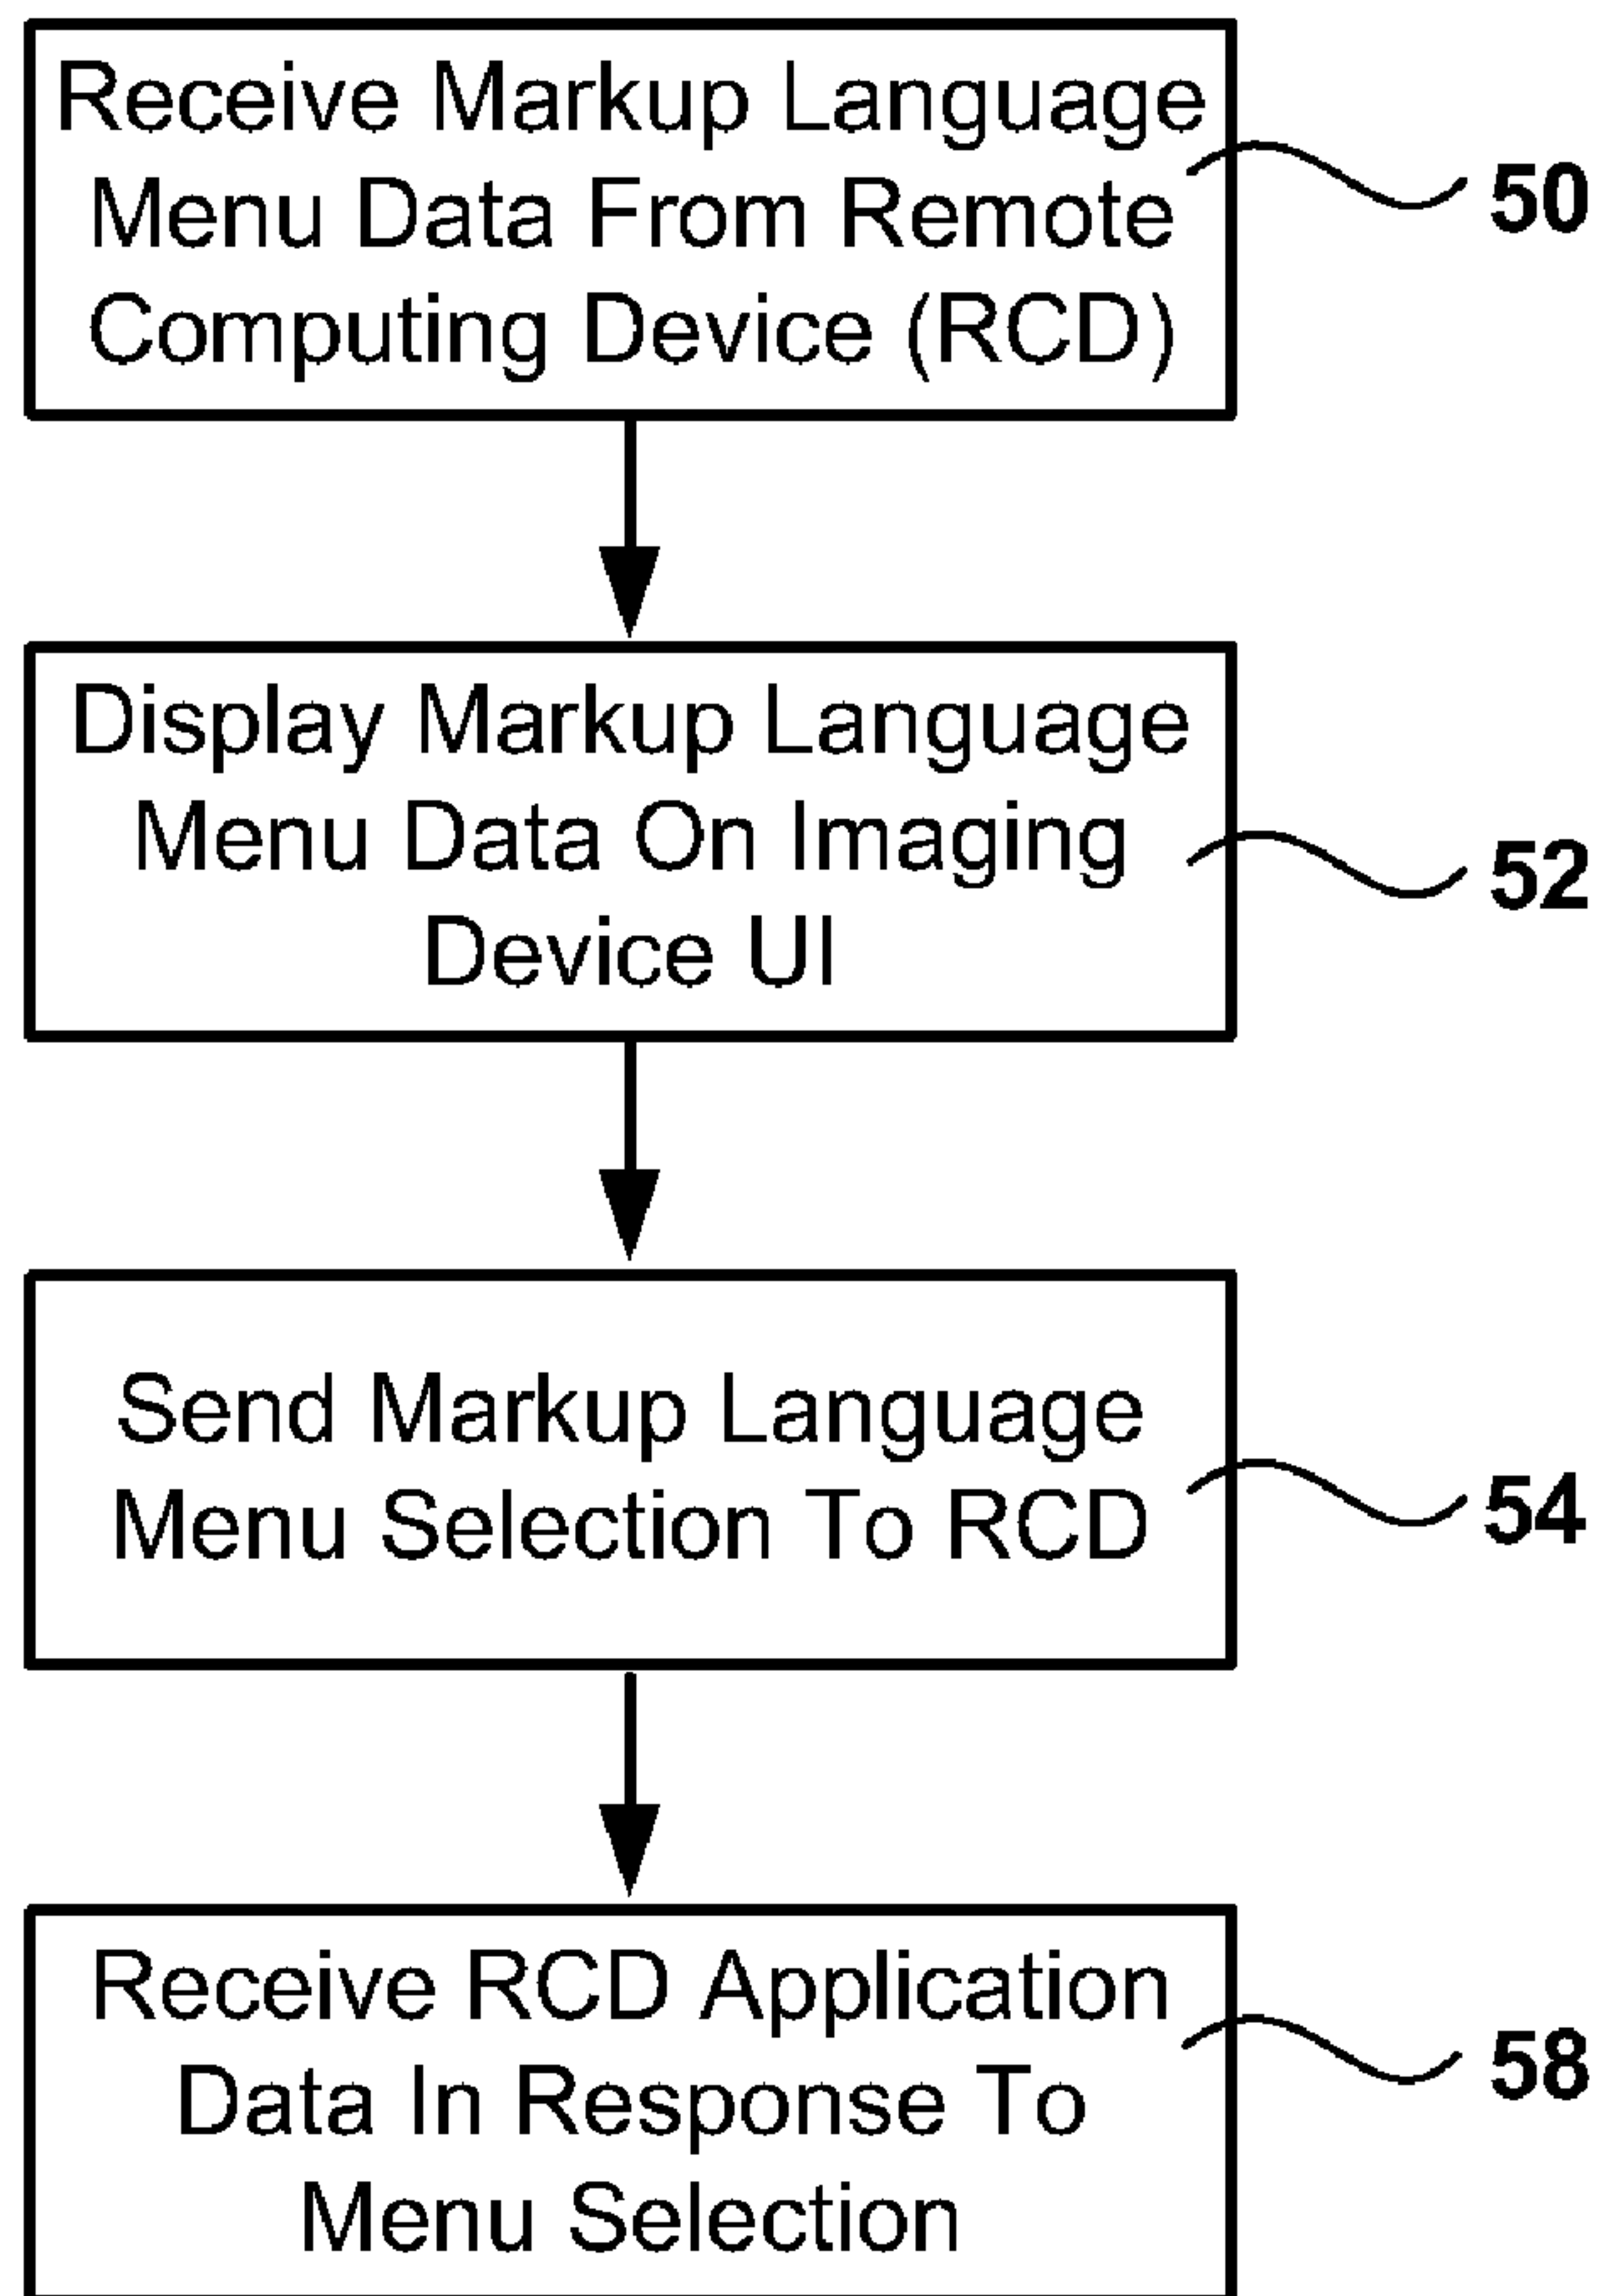 Receive Markup Language
Menu Data From Remote
Computing Device (RCD)
50
Display Markup Language
Menu Data On Imaging
Device UI
52
Send Markup Language
Menu Selection To RCD
54
Receive RCD Application
Data In Response To
Menu Selection
58